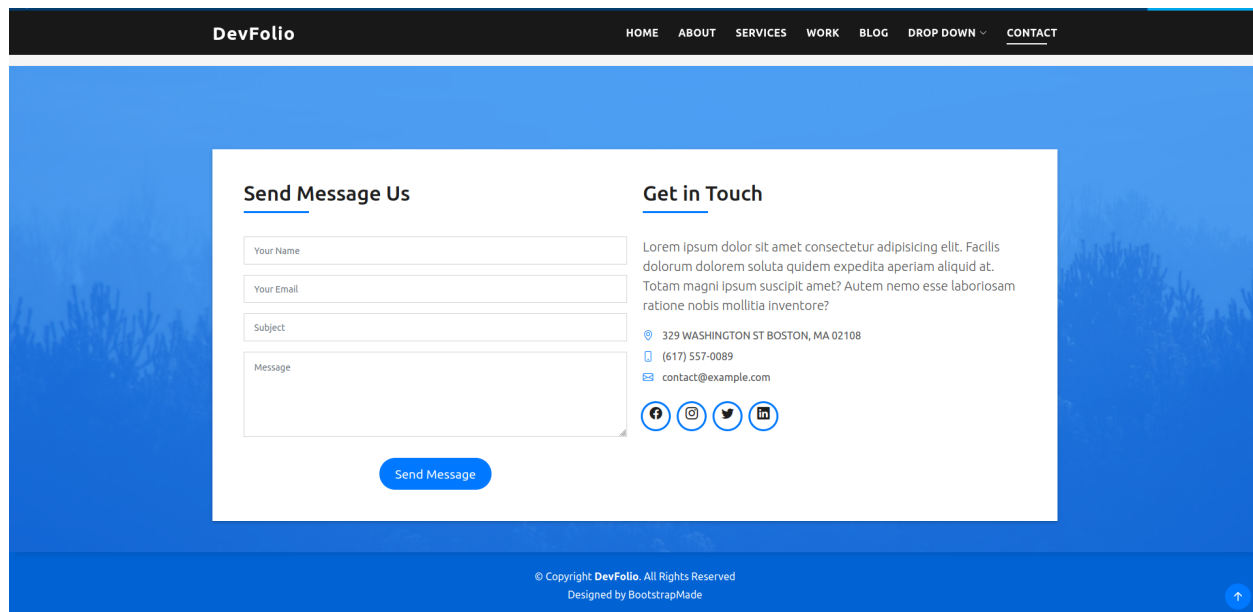 DevFolio
HOME ABOUT SERVICES WORK BLOG DROP DOWN CONTACT
Send Message Us
Your Name
Your Email
Subject
Message
Send Message
Get in Touch
Lorem ipsum dolor sit amet consectetur adipisicing elit. Facilis
dolorum dolorem soluta quidem expedita aperiam aliquid at.
Totam magni ipsum suscipit amet? Autem nemo esse laboriosam
ratione nobis mollitia inventore?
329 WASHINGTON ST BOSTON, MA 02108
(617) 557-0089
contact@example.com
© Copyright DevFolio. All Rights Reserved
Designed by BootstrapMade